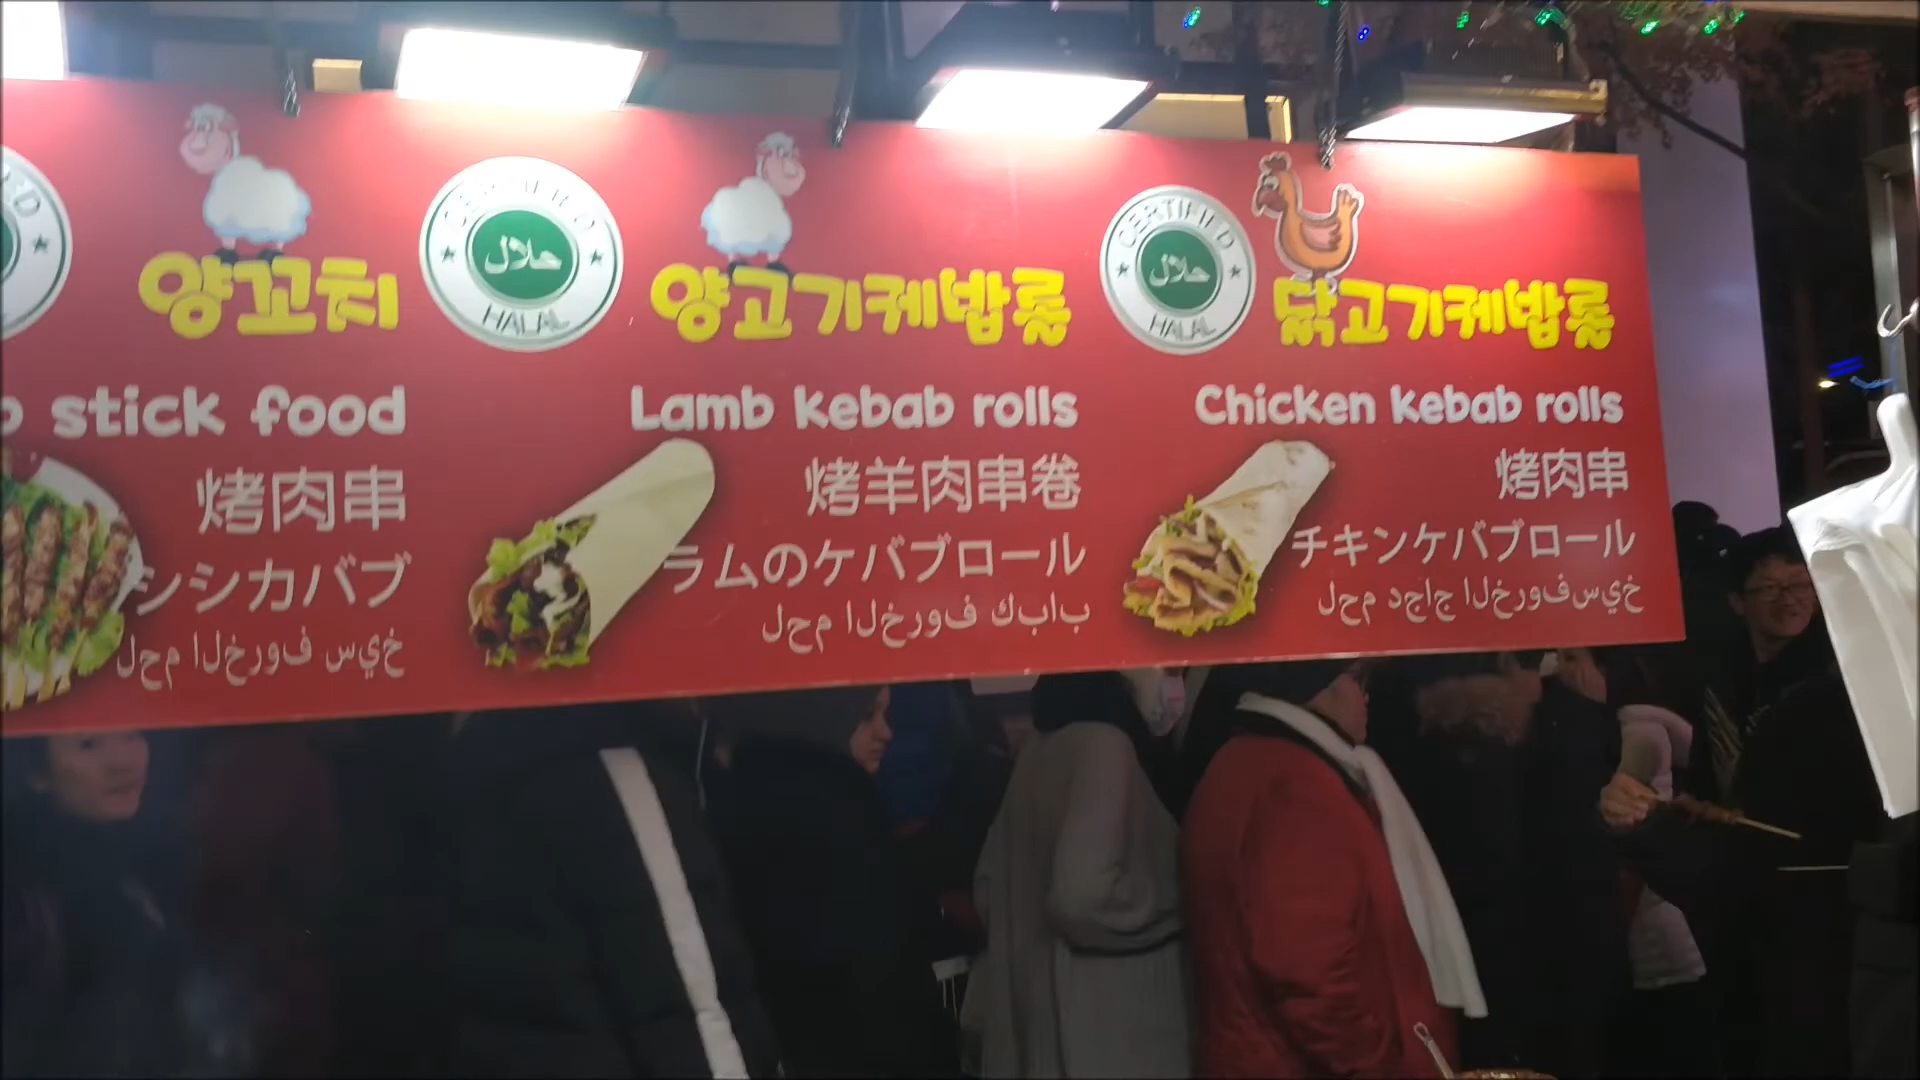 양꼬치
stick food
烤肉串
シシカバブ
لحم الخروف سيخ
CERTIFIED
حلال
HALAL
양고기케밥롤
Lamb kebab rolls
烤羊肉串卷
ラムのケバブロール
لحم الخروف كباب
CERTIFIED
حلال
HALAL
닭고기케밥롤
Chicken kebab rolls
烤肉串
チキンケバブロール
لحم دجاج الخروفسيخ